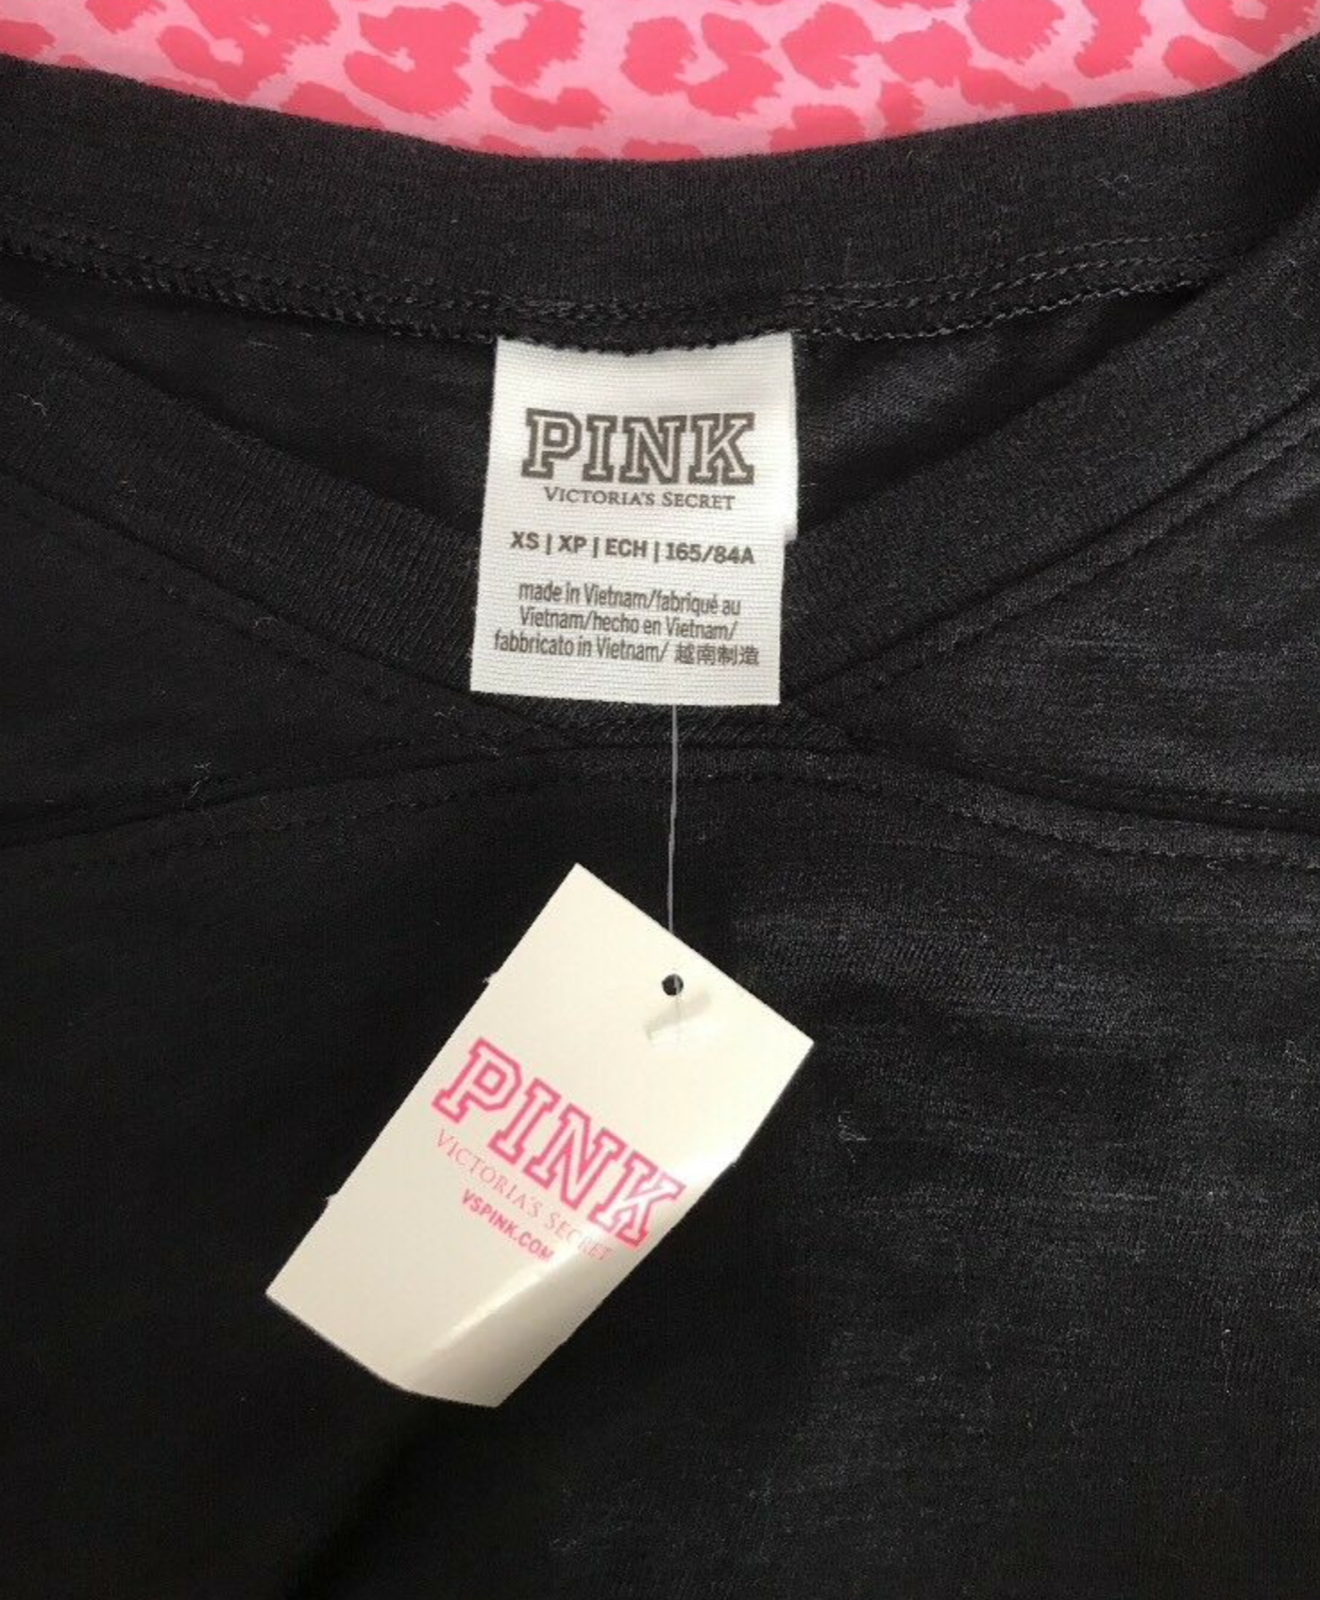 PINK
VICTORIA'S SECRET
XS | XP | ECH | 165/84A
made in Vietnam/fabriqué au
Vietnam/hecho en Vietnam/
fabbricato in Vietnam/ 越南制造
PINK
VICTORIA'S SECRET
VSPINK.COM